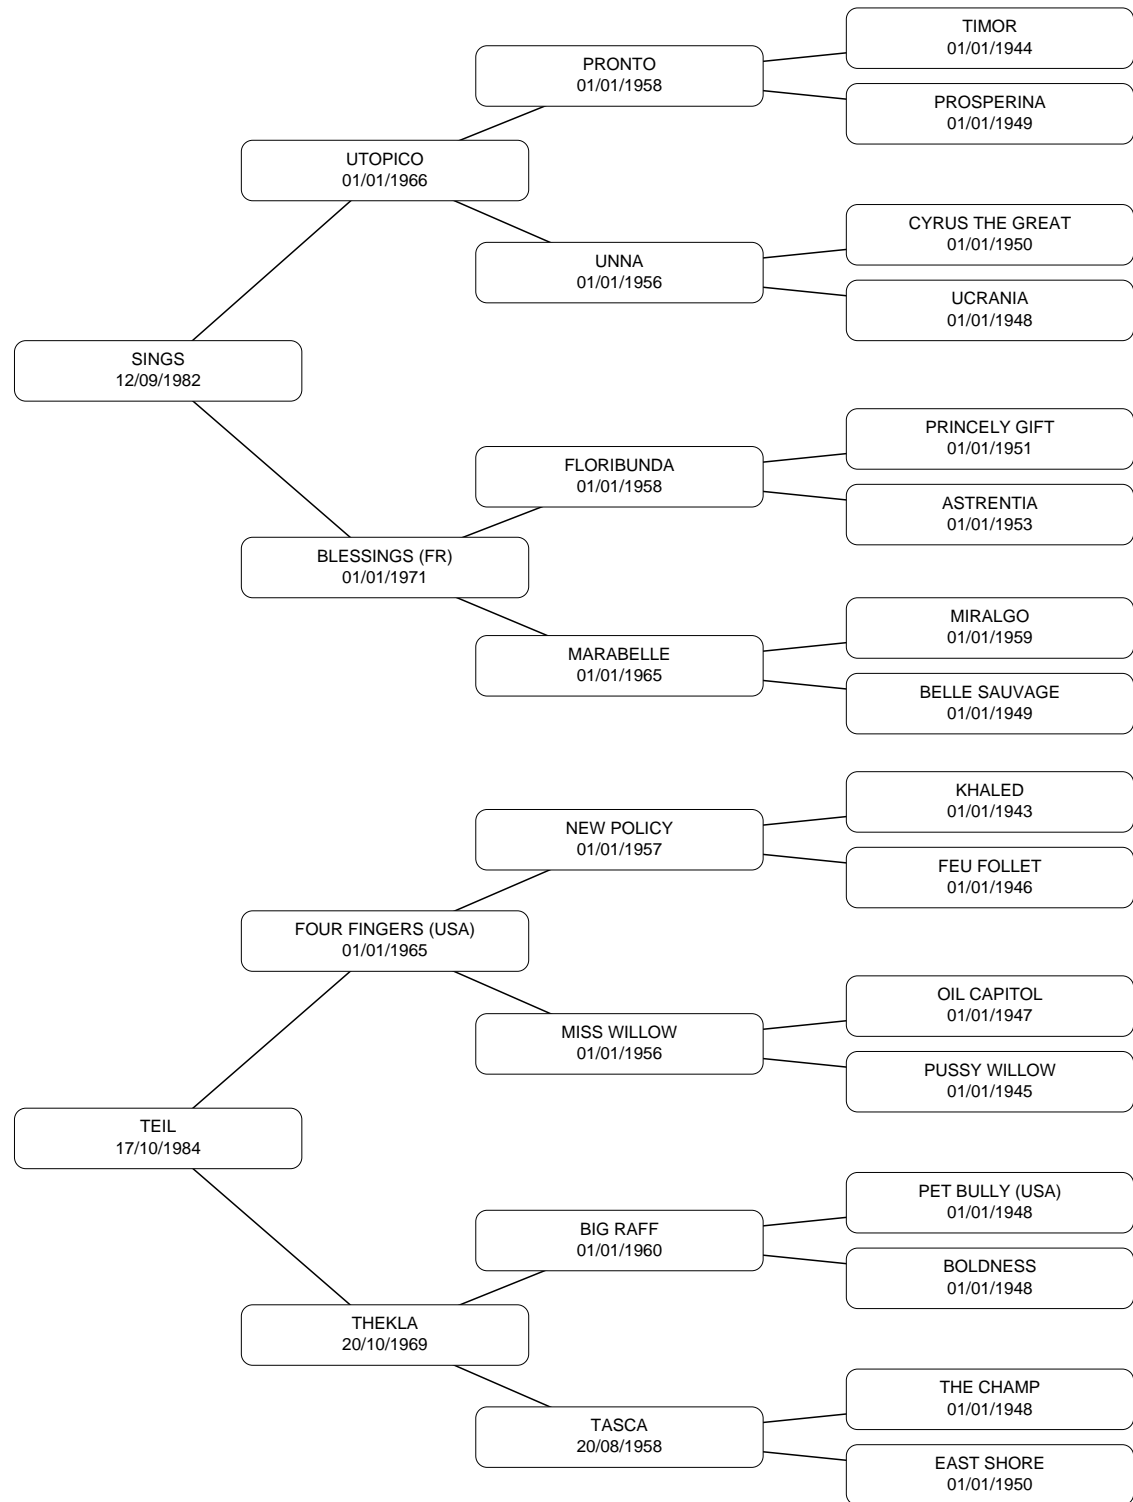 TIMOR
01/01/1944
PRONTO
01/01/1958
PROSPERINA
01/01/1949
UTOPICO
01/01/1966
CYRUS THE GREAT
01/01/1950
UNNA
01/01/1956
UCRANIA
01/01/1948
SINGS
12/09/1982
PRINCELY GIFT
01/01/1951
FLORIBUNDA
01/01/1958
ASTRENTIA
01/01/1953
BLESSINGS (FR)
01/01/1971
MIRALGO
01/01/1959
MARABELLE
01/01/1965
BELLE SAUVAGE
01/01/1949
KHALED
01/01/1943
NEW POLICY
01/01/1957
FEU FOLLET
01/01/1946
FOUR FINGERS (USA)
01/01/1965
OIL CAPITOL
01/01/1947
MISS WILLOW
01/01/1956
PUSSY WILLOW
01/01/1945
TEIL
17/10/1984
PET BULLY (USA)
01/01/1948
BIG RAFF
01/01/1960
BOLDNESS
01/01/1948
THEKLA
20/10/1969
THE CHAMP
01/01/1948
TASCA
20/08/1958
EAST SHORE
01/01/1950